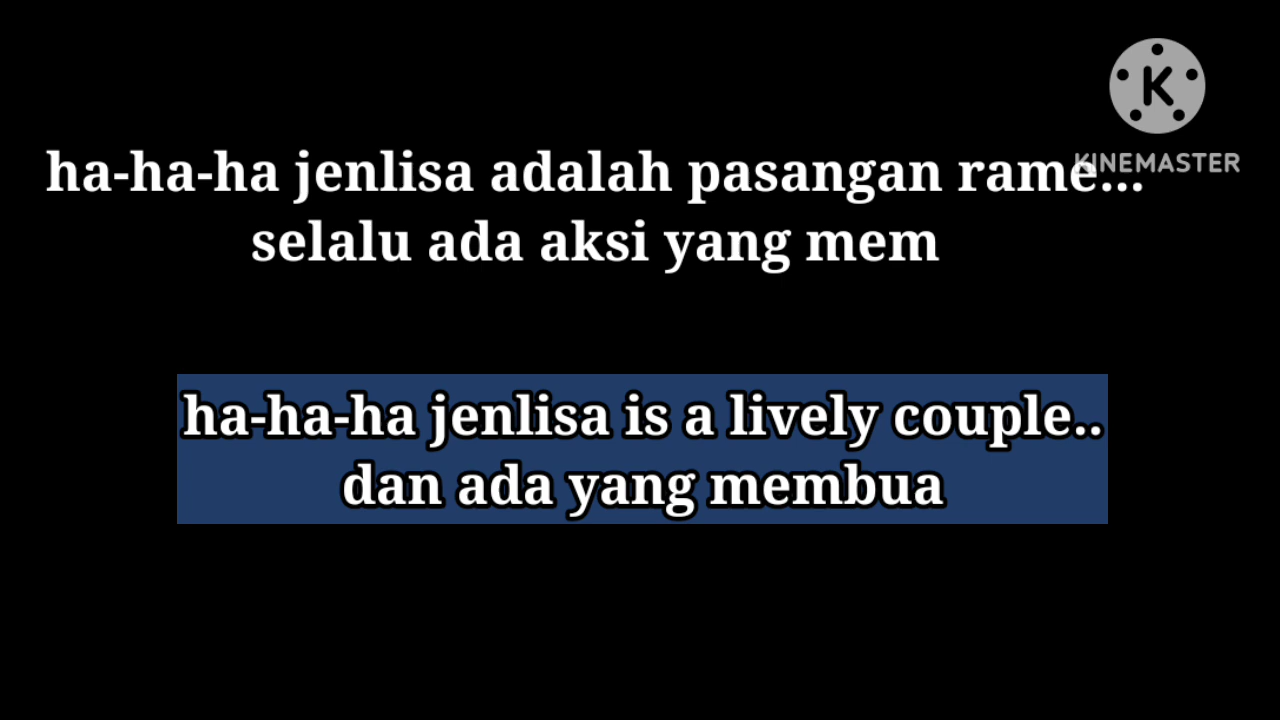 K
KINEMASTER
ha-ha-ha jenlisa adalah pasangan rame...
selalu ada aksi yang mem
ha-ha-ha jenlisa is a lively couple..
dan ada yang membua